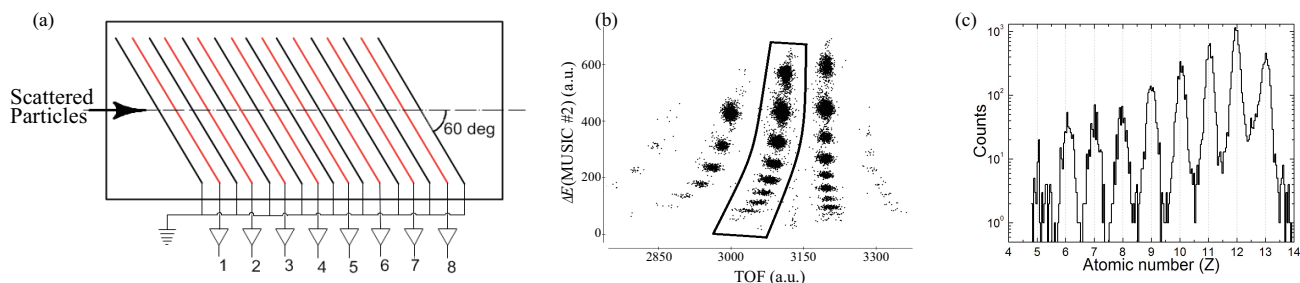 (a)
Scattered
Particles
60 deg
1 2 3 4 5 6 7 8
(b)
ΔE(MUSIC #2) (a.u.)
600
400
200
0
2850 3000 3150 3300
TOF (a.u.)
(c)
Counts
10³
10²
10¹
10⁰
4 5 6 7 8 9 10 11 12 13 14
Atomic number (Z)